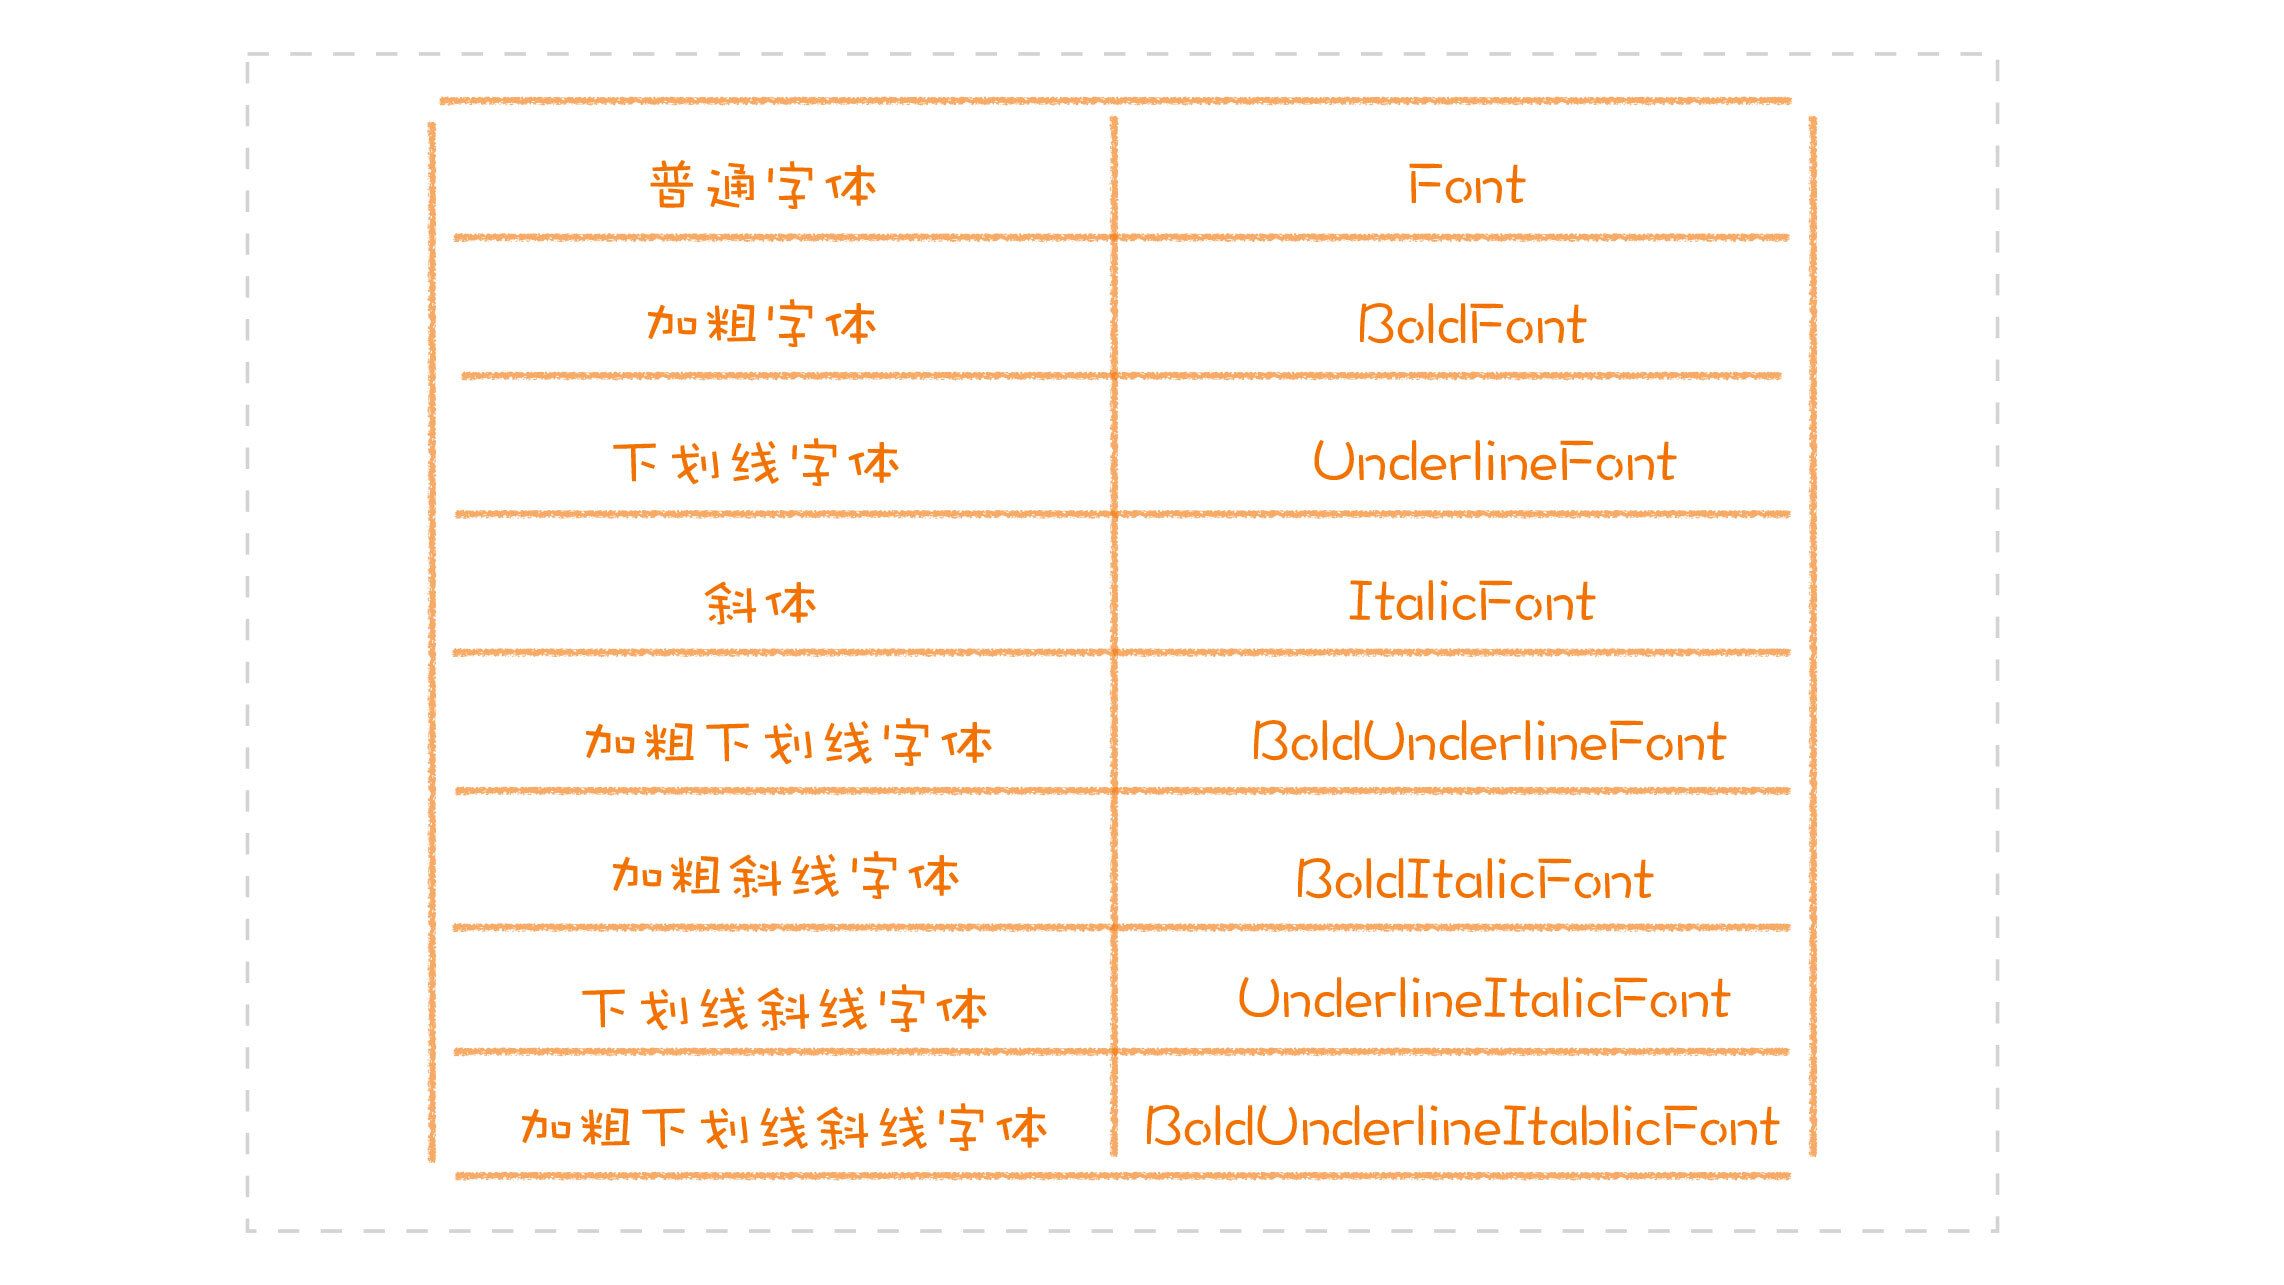 普通字体 Font
加粗字体 BoldFont
下划线字体 UnderlineFont
斜体 ItalicFont
加粗下划线字体 BoldUnderlineFont
加粗斜线字体 BoldItalicFont
下划线斜线字体 UnderlineItalicFont
加粗下划线斜线字体 BoldUnderlineItablicFont